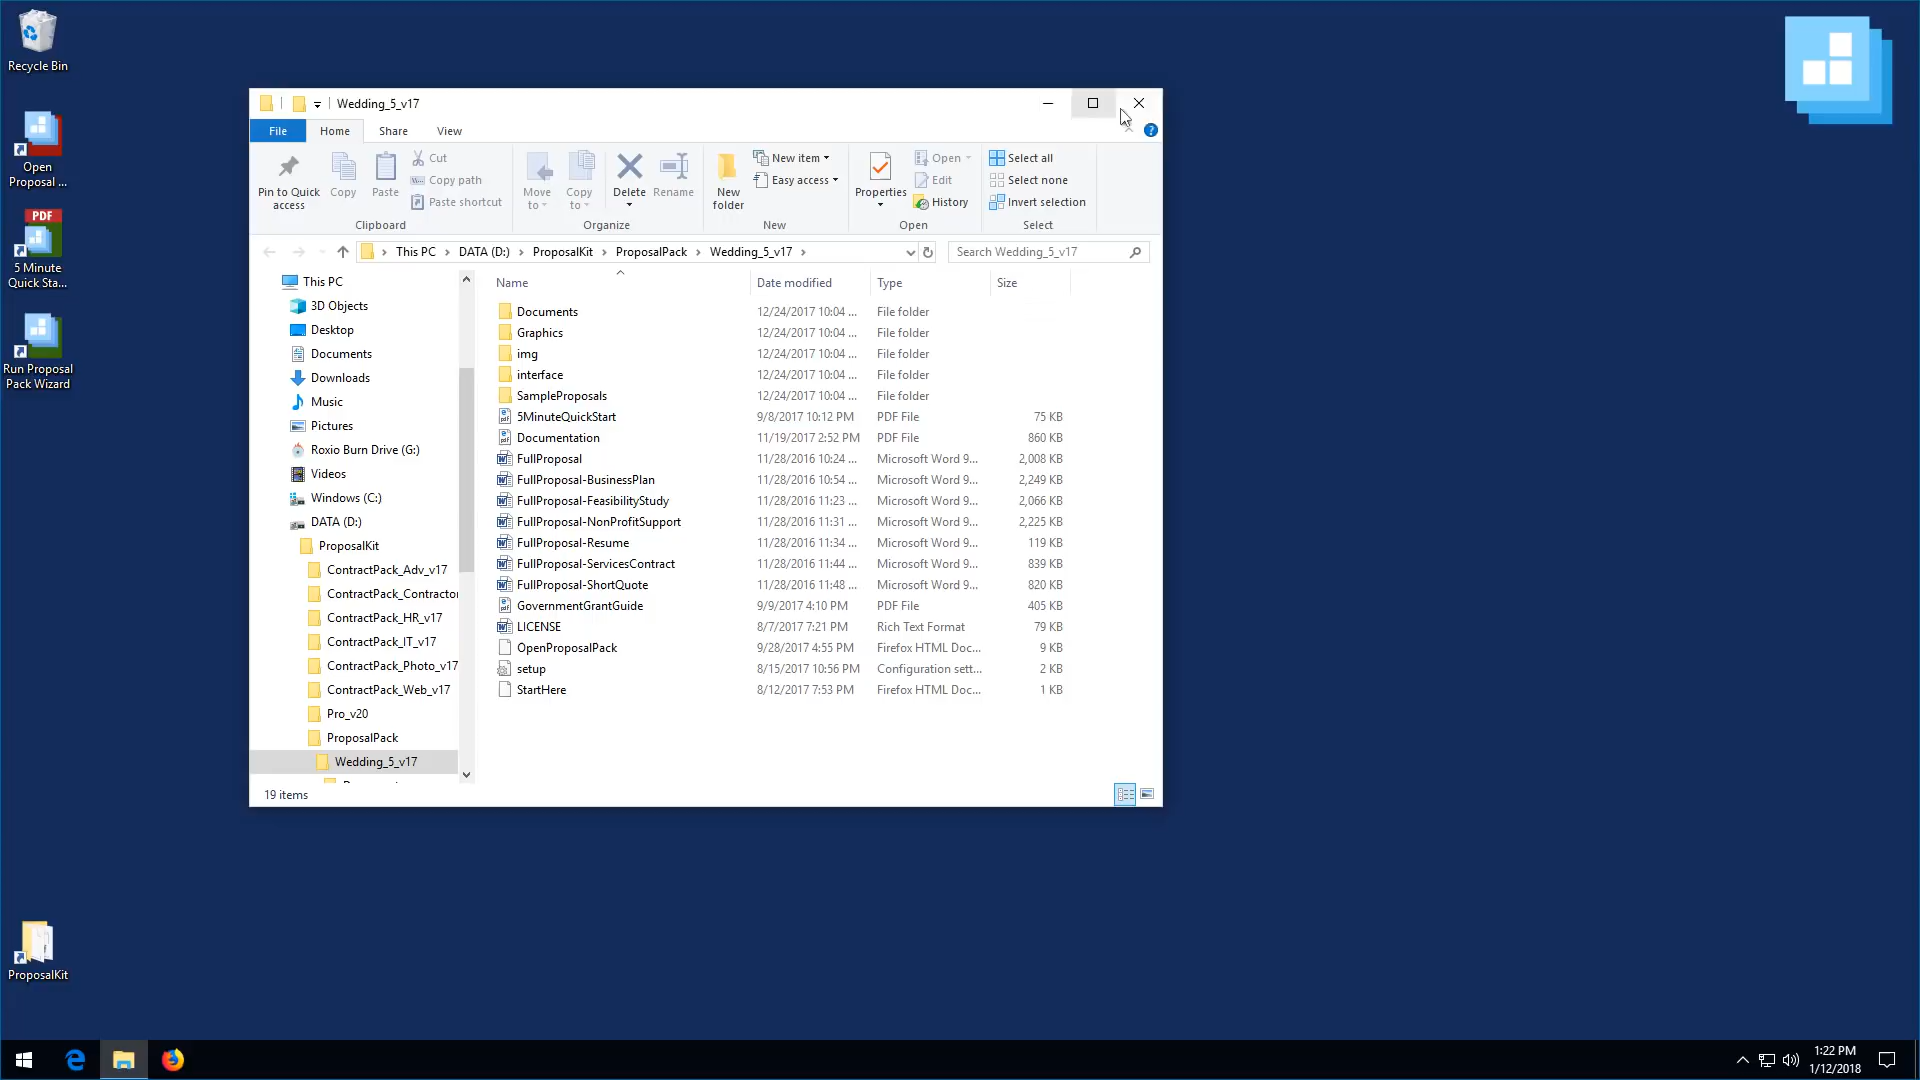 Recycle Bin
Open
Proposal ...
PDF
5 Minute
Quick Sta...
Run Proposal
Pack Wizard
ProposalKit
Wedding_5_v17
File Home Share View
Pin to Quick
access
Copy
Paste
Cut
Copy path
Paste shortcut
Clipboard
Move
to
Copy
to
Delete
Rename
Organize
New
folder
New item
Easy access
New
Properties
Open
Edit
History
Open
Select all
Select none
Invert selection
Select
This PC > DATA (D:) > ProposalKit > ProposalPack > Wedding_5_v17 >
Search Wedding_5_v17
This PC
3D Objects
Desktop
Documents
Downloads
Music
Pictures
Roxio Burn Drive (G:)
Videos
Windows (C:)
DATA (D:)
ProposalKit
ContractPack_Adv_v17
ContractPack_Contractor
ContractPack_HR_v17
ContractPack_IT_v17
ContractPack_Photo_v17
ContractPack_Web_v17
Pro_v20
ProposalPack
Wedding_5_v17
Name Date modified Type Size
Documents 12/24/2017 10:04 ... File folder
Graphics 12/24/2017 10:04 ... File folder
img 12/24/2017 10:04 ... File folder
interface 12/24/2017 10:04 ... File folder
SampleProposals 12/24/2017 10:04 ... File folder
5MinuteQuickStart 9/8/2017 10:12 PM PDF File 75 KB
Documentation 11/19/2017 2:52 PM PDF File 860 KB
FullProposal 11/28/2016 10:24 ... Microsoft Word 9... 2,008 KB
FullProposal-BusinessPlan 11/28/2016 10:54 ... Microsoft Word 9... 2,249 KB
FullProposal-FeasibilityStudy 11/28/2016 11:23 ... Microsoft Word 9... 2,066 KB
FullProposal-NonProfitSupport 11/28/2016 11:31 ... Microsoft Word 9... 2,225 KB
FullProposal-Resume 11/28/2016 11:34 ... Microsoft Word 9... 119 KB
FullProposal-ServicesContract 11/28/2016 11:44 ... Microsoft Word 9... 839 KB
FullProposal-ShortQuote 11/28/2016 11:48 ... Microsoft Word 9... 820 KB
GovernmentGrantGuide 9/9/2017 4:10 PM PDF File 405 KB
LICENSE 8/7/2017 7:21 PM Rich Text Format 79 KB
OpenProposalPack 9/28/2017 4:55 PM Firefox HTML Doc... 9 KB
setup 8/15/2017 10:56 PM Configuration sett... 2 KB
StartHere 8/12/2017 7:53 PM Firefox HTML Doc... 1 KB
19 items
1:22 PM
1/12/2018